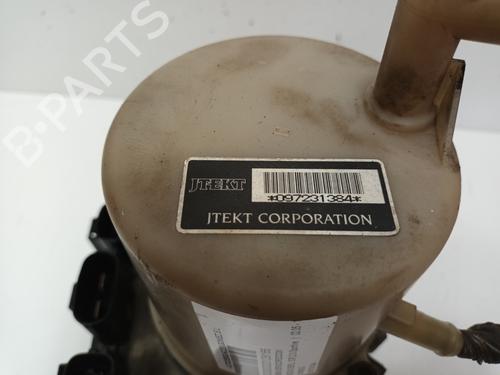 B-PARTS
JTEKT
*097231384*
JTEKT CORPORATION